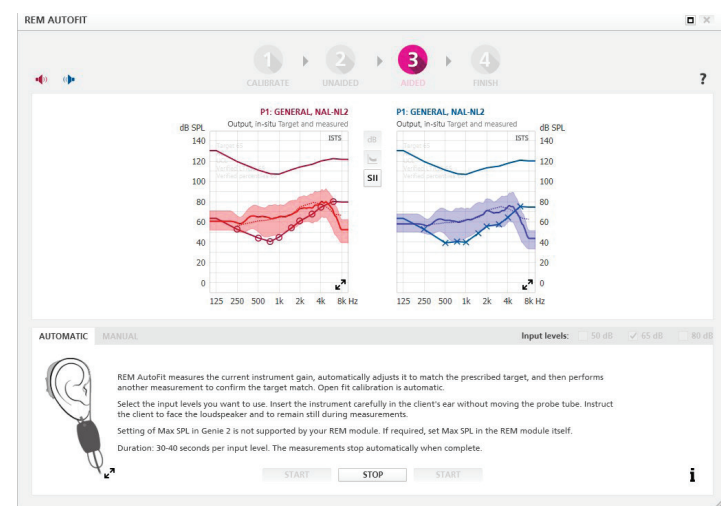 REM AUTOFIT
1 2 3 4
CALIBRATE UNAIDED AIDED FINISH
?
P1: GENERAL, NAL-NL2
Output, in-situ Target and measured
dB SPL
ISTS
140
120
100
80
60
40
20
0
125 250 500 1k 2k 4k 8k Hz
dB
SII
P1: GENERAL, NAL-NL2
Output, in-situ Target and measured
dB SPL
ISTS
140
120
100
80
60
40
20
0
125 250 500 1k 2k 4k 8k Hz
AUTOMATIC MANUAL
Input levels: 50 dB 65 dB 80 dB
REM AutoFit measures the current instrument gain, automatically adjusts it to match the prescribed target, and then performs
another measurement to confirm the target match. Open fit calibration is automatic.
Select the input levels you want to use. Insert the instrument carefully in the client's ear without moving the probe tube. Instruct
the client to face the loudspeaker and to remain still during measurements.
Setting of Max SPL in Genie 2 is not supported by your REM module. If required, set Max SPL in the REM module itself.
Duration: 30-40 seconds per input level. The measurements stop automatically when complete.
START STOP START
i